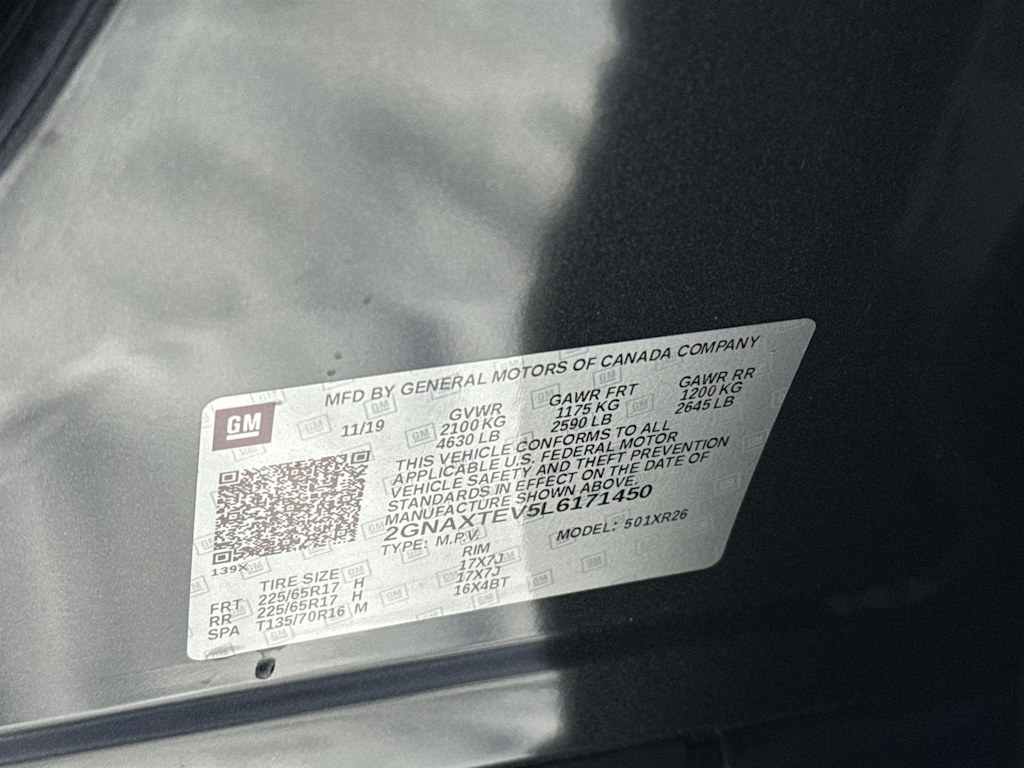 MFD BY GENERAL MOTORS OF CANADA COMPANY
GM
11/19
GVWR
2100 KG
4630 LB
GAWR FRT
1175 KG
2590 LB
GAWR RR
1200 KG
2645 LB
THIS VEHICLE CONFORMS TO ALL
APPLICABLE U.S. FEDERAL MOTOR
VEHICLE SAFETY AND THEFT PREVENTION
STANDARDS IN EFFECT ON THE DATE OF
MANUFACTURE SHOWN ABOVE.
2GNAXTEV5L6171450
TYPE: M.P.V. MODEL: 501XR26
139X
TIRE SIZE RIM
FRT 225/65R17 H 17X7J
RR 225/65R17 H 17X7J
SPA T135/70R16 M 16X4BT